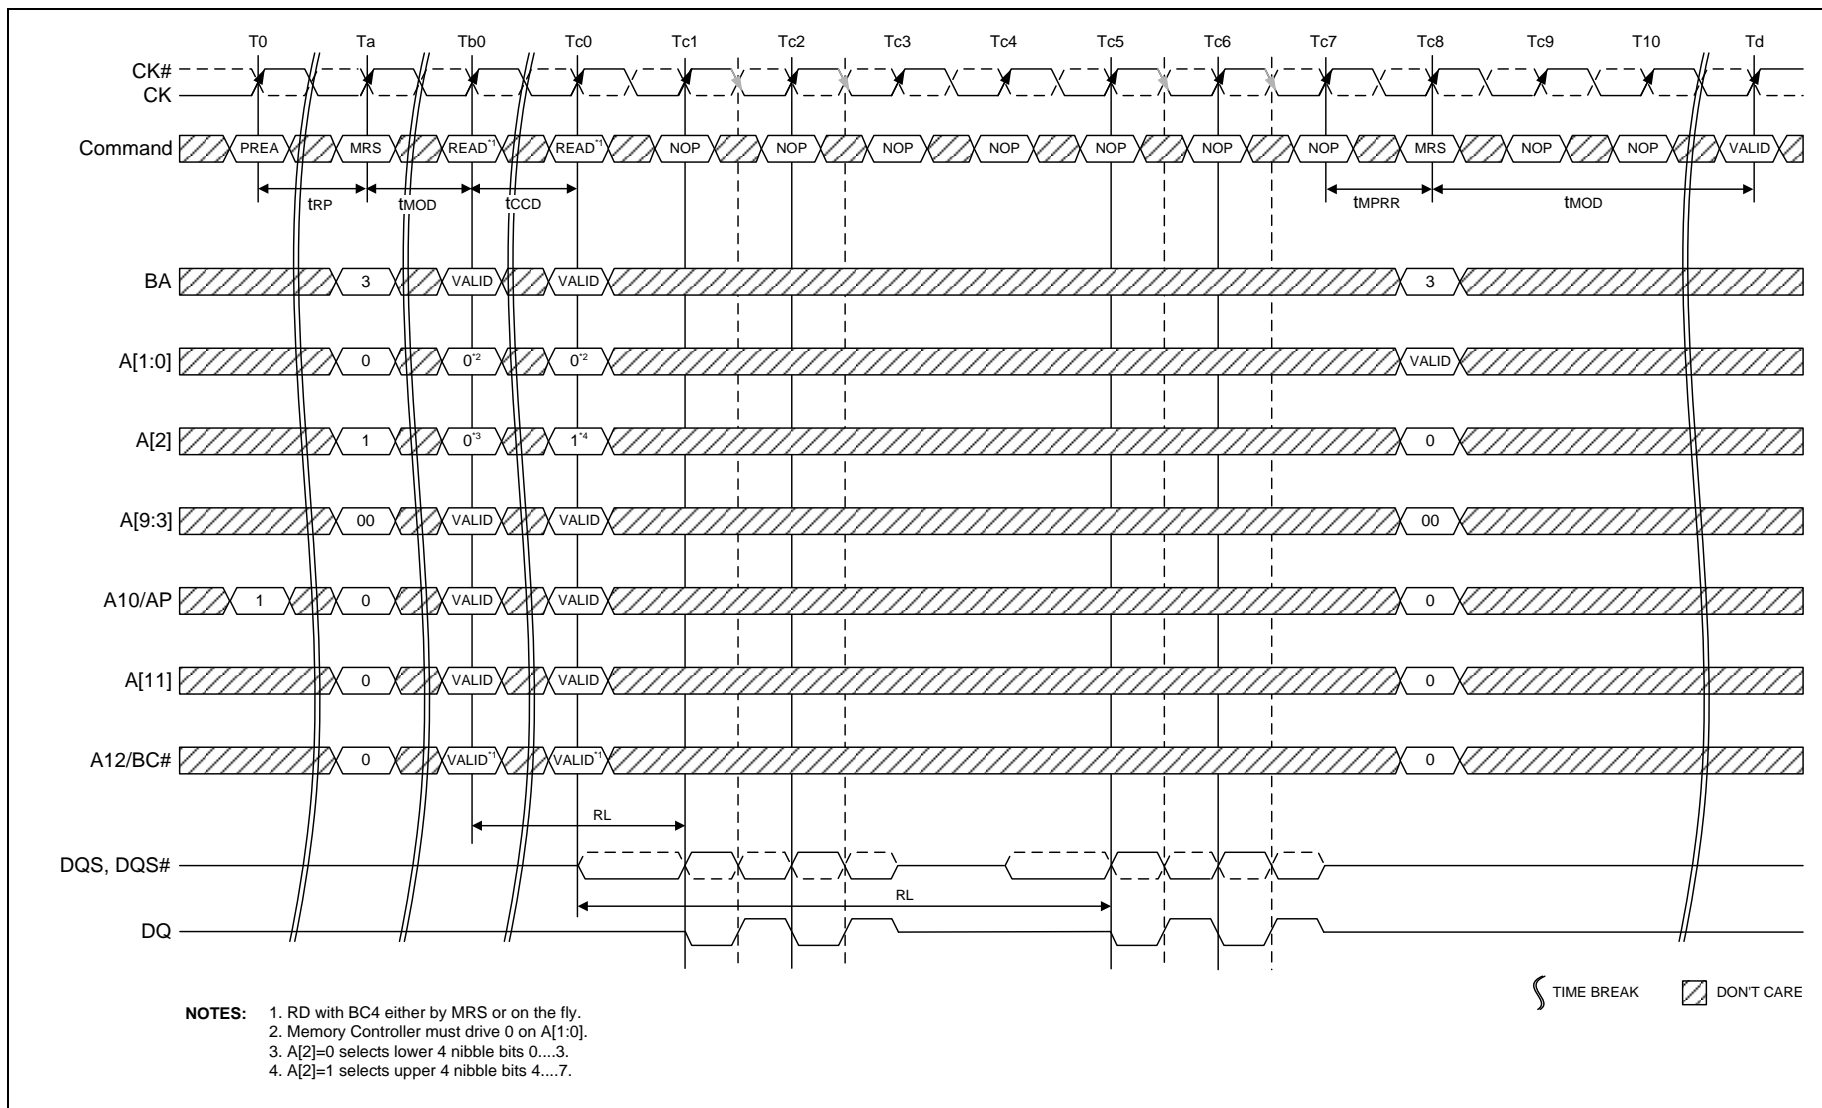 T0 Ta Tb0 Tc0 Tc1 Tc2 Tc3 Tc4 Tc5 Tc6 Tc7 Tc8 Tc9 T10 Td
CK#
CK
Command PREA MRS READ*1 READ*1 NOP NOP NOP NOP NOP NOP NOP MRS NOP NOP VALID
tRP tMOD tCCD tMPRR tMOD
BA 3 VALID VALID 3
A[1:0] 0 0*2 0*2 VALID
A[2] 1 0*3 1*4 0
A[9:3] 00 VALID VALID 00
A10/AP 1 0 VALID VALID 0
A[11] 0 VALID VALID 0
A12/BC# 0 VALID*1 VALID*1 0
RL
DQS, DQS#
RL
DQ
TIME BREAK DON'T CARE
NOTES: 1. RD with BC4 either by MRS or on the fly.
2. Memory Controller must drive 0 on A[1:0].
3. A[2]=0 selects lower 4 nibble bits 0....3.
4. A[2]=1 selects upper 4 nibble bits 4....7.